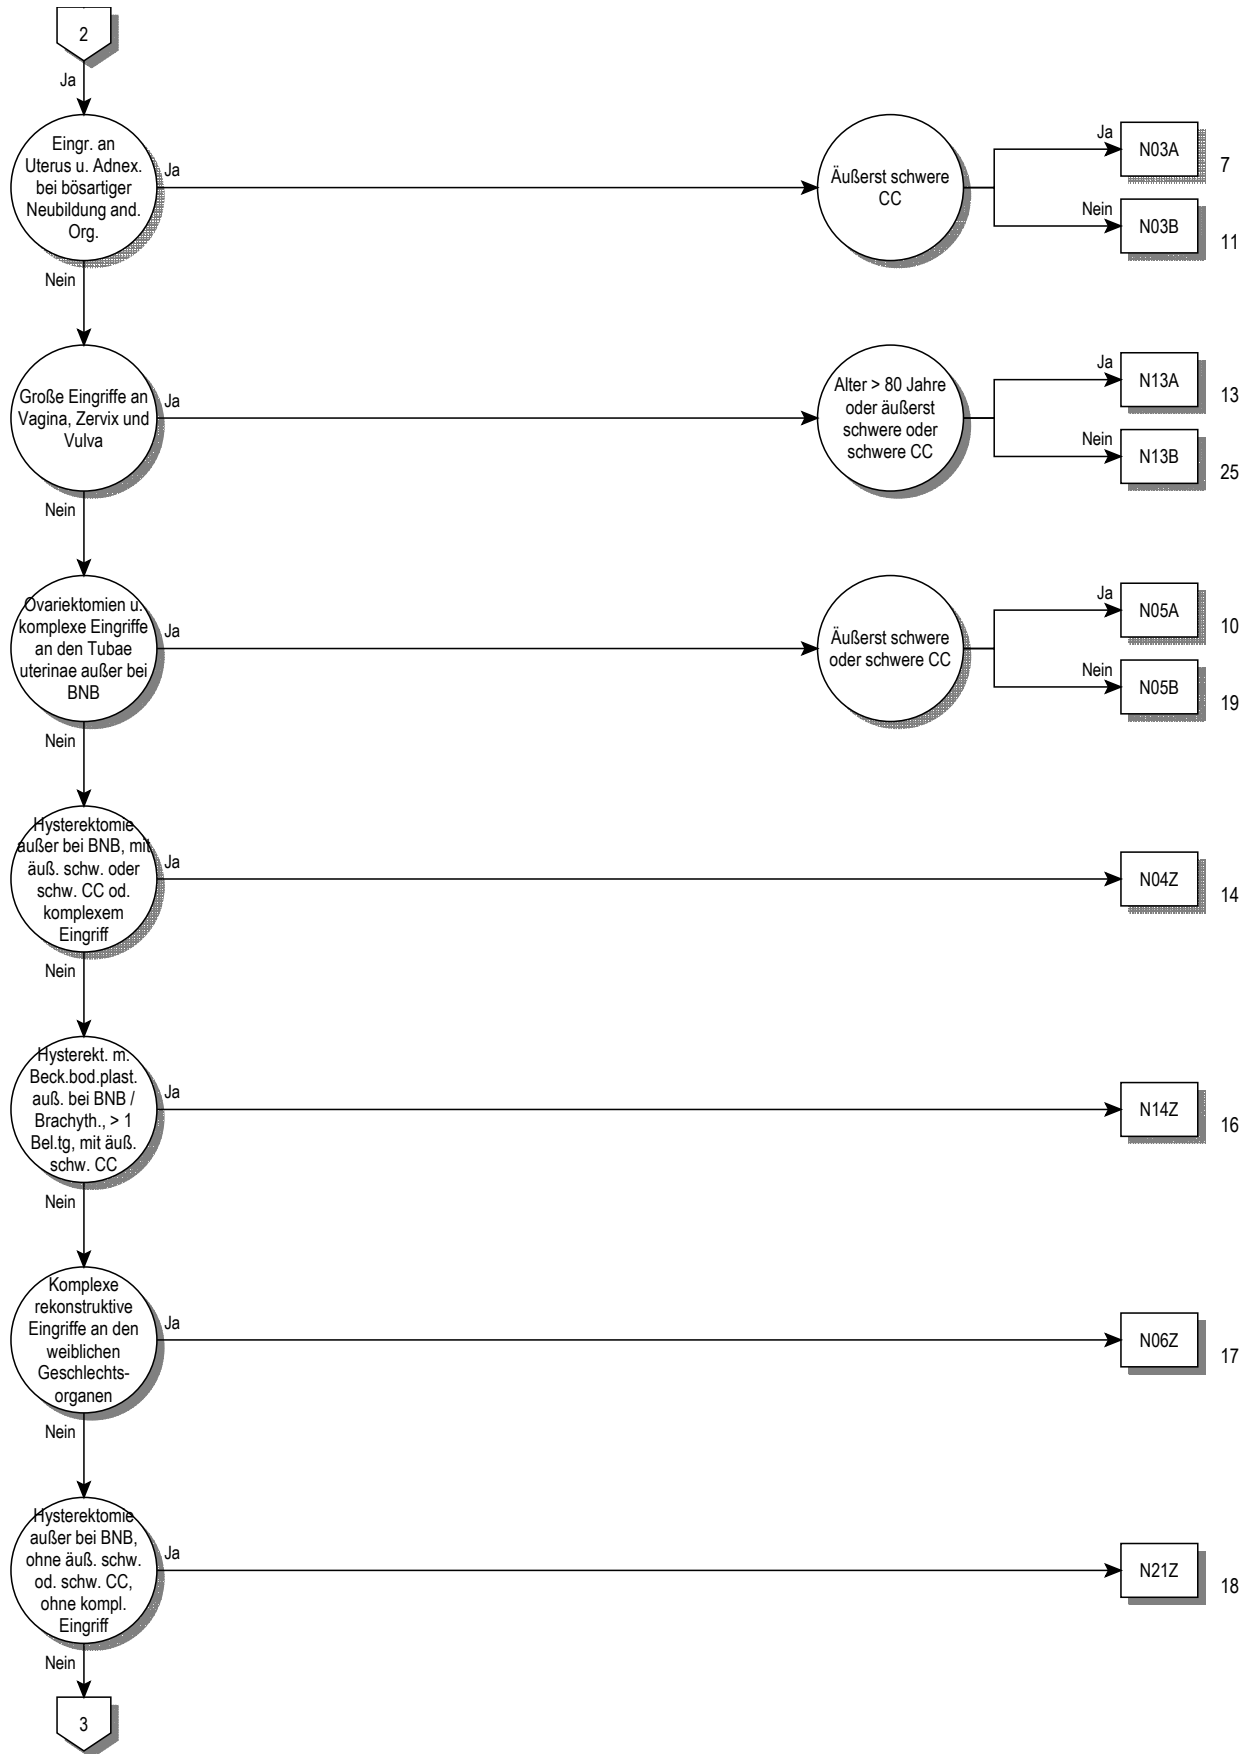 2
Ja
Eingr. an
Uterus u. Adnex.
bei bösartiger
Neubildung and.
Org.
Ja
Äußerst schwere
CC
Ja
N03A
7
Nein
N03B
11
Nein
Große Eingriffe an
Vagina, Zervix und
Vulva
Ja
Alter > 80 Jahre
oder äußerst
schwere oder
schwere CC
Ja
N13A
13
Nein
N13B
25
Nein
Ovariektomien u.
komplexe Eingriffe
an den Tubae
uterinae außer bei
BNB
Ja
Äußerst schwere
oder schwere CC
Ja
N05A
10
Nein
N05B
19
Nein
Hysterektomie
außer bei BNB, mit
äuß. schw. oder
schw. CC od.
komplexem
Eingriff
Ja
N04Z
14
Nein
Hysterekt. m.
Beck.bod.plast.
auß. bei BNB /
Brachyth., > 1
Bel.tg, mit äuß.
schw. CC
Ja
N14Z
16
Nein
Komplexe
rekonstruktive
Eingriffe an den
weiblichen
Geschlechts-
organen
Ja
N06Z
17
Nein
Hysterektomie
außer bei BNB,
ohne äuß. schw.
od. schw. CC,
ohne kompl.
Eingriff
Ja
N21Z
18
Nein
3